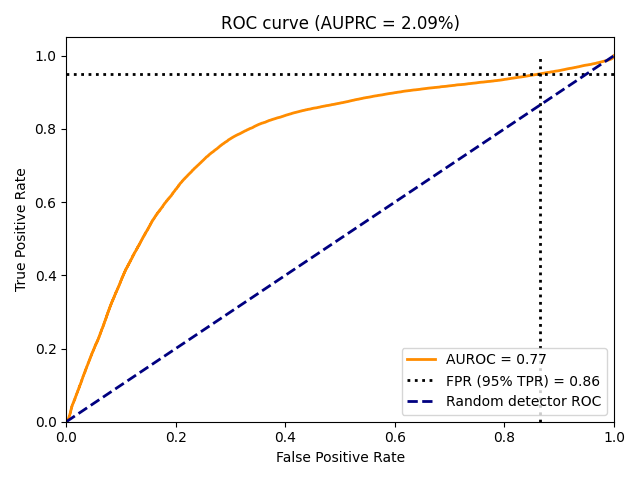 ROC curve (AUPRC = 2.09%)
1.0
0.8
0.6
0.4
0.2
0.0
True Positive Rate
0.0 0.2 0.4 0.6 0.8 1.0
False Positive Rate
AUROC = 0.77
FPR (95% TPR) = 0.86
Random detector ROC